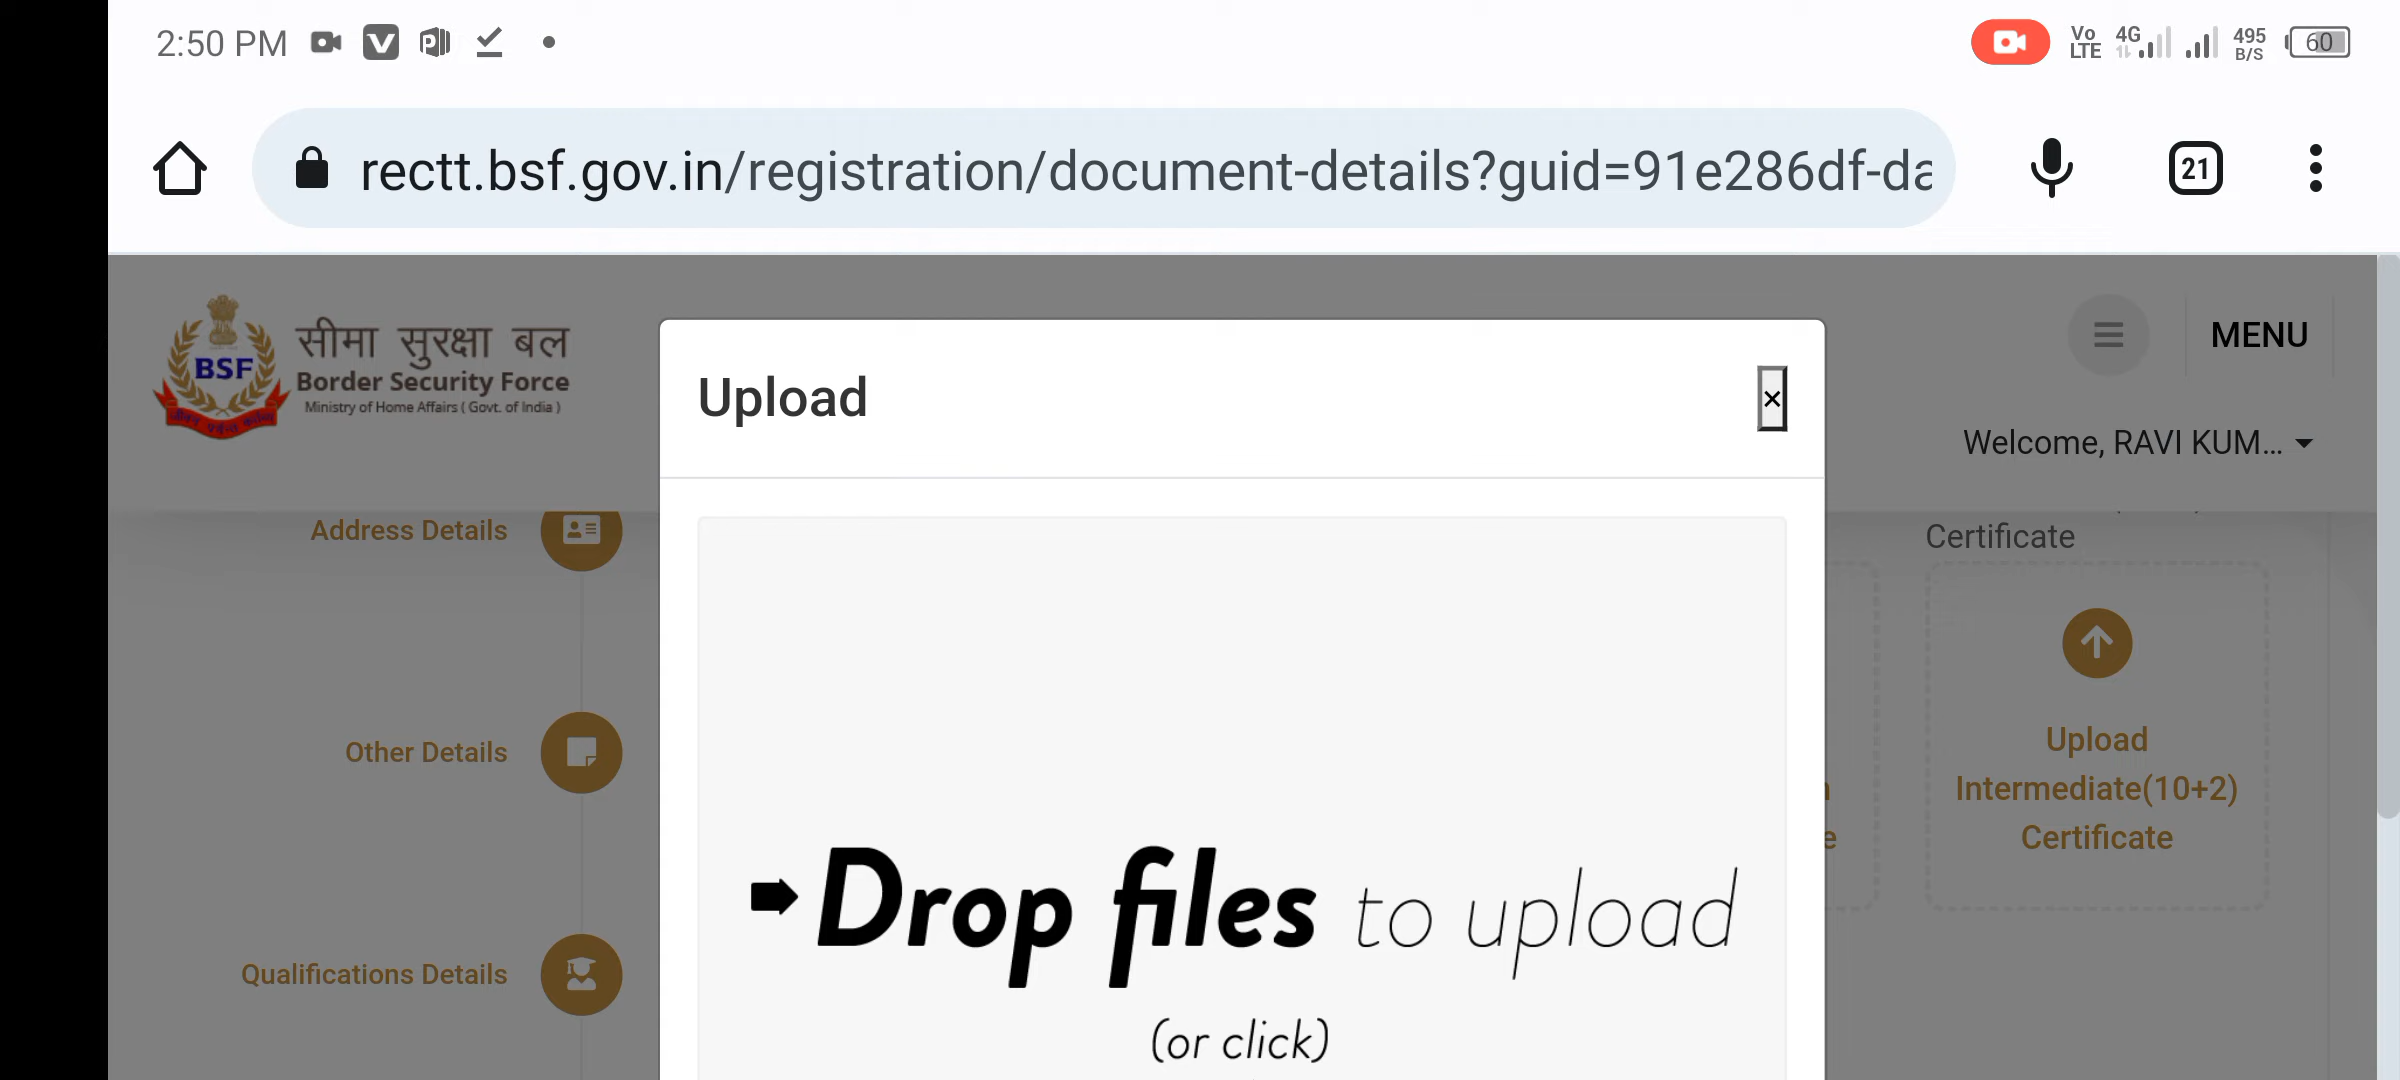 2:50 PM
Vo LTE 4G 495 B/S 60
rectt.bsf.gov.in/registration/document-details?guid=91e286df-da
21
सीमा सुरक्षा बल
BSF
Border Security Force
Ministry of Home Affairs ( Govt. of India )
MENU
Welcome, RAVI KUM...
Upload
×
Address Details
Certificate
Other Details
Upload
Intermediate(10+2)
Certificate
Qualifications Details
Drop files to upload
(or click)